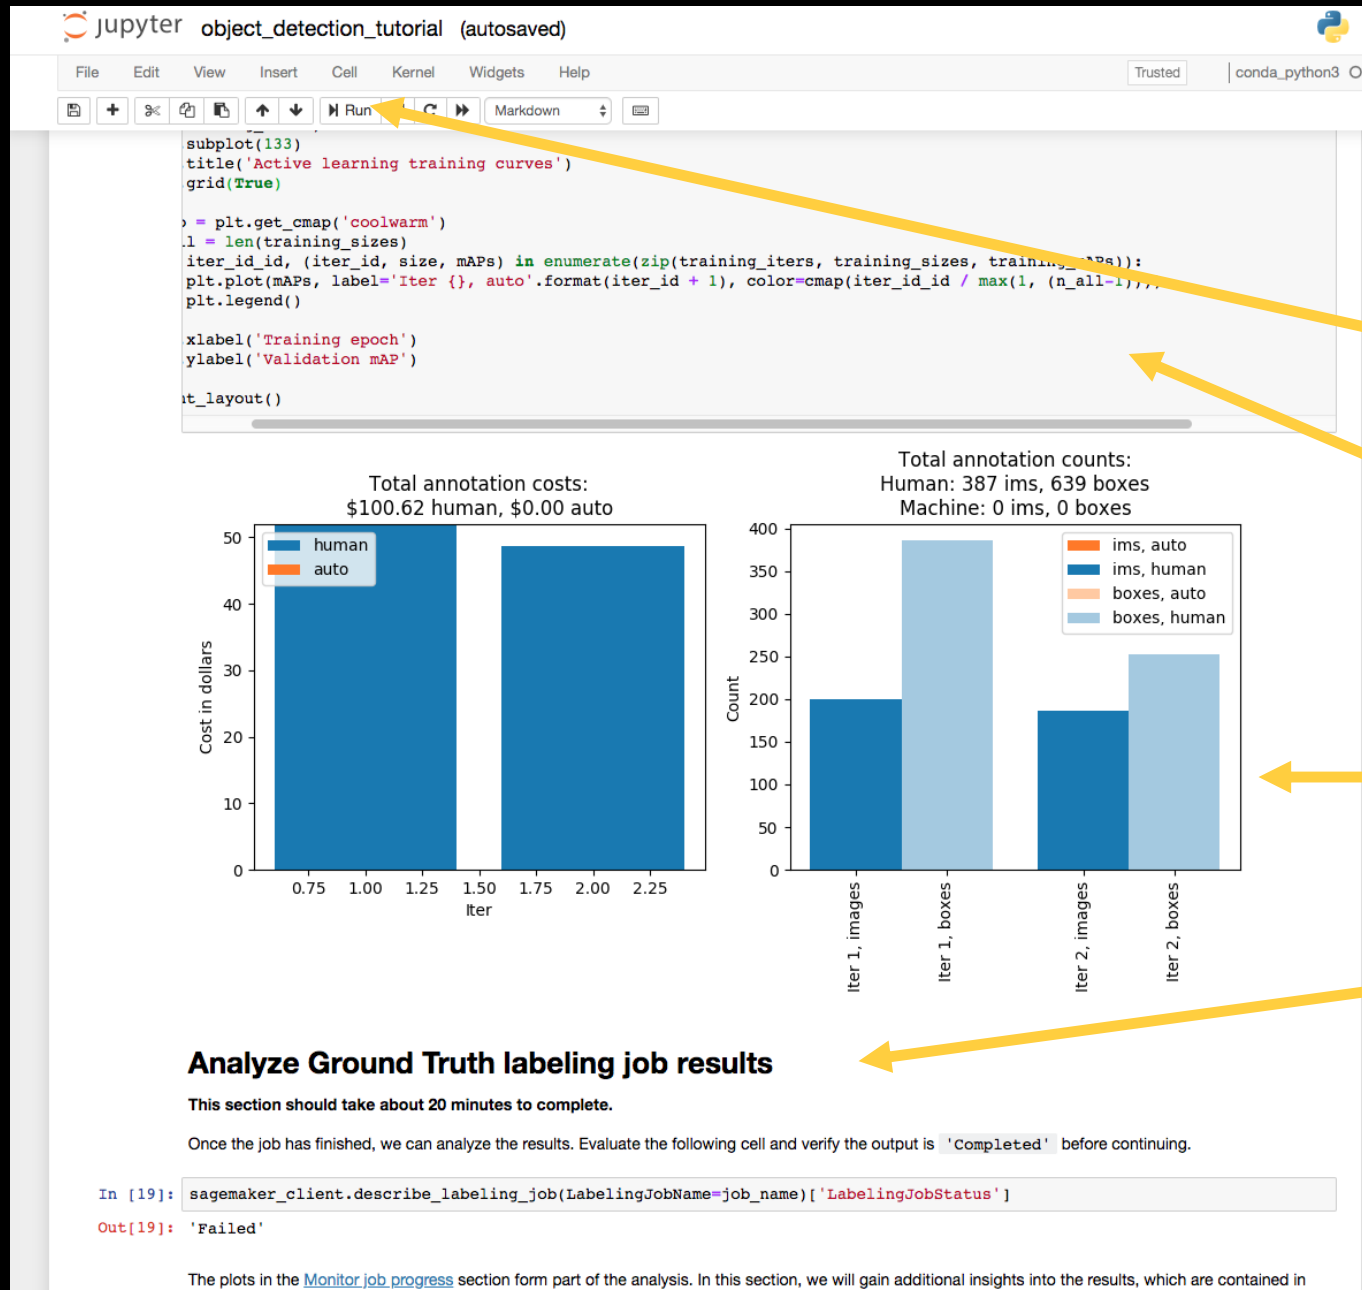 jupyter object_detection_tutorial (autosaved)
File Edit View Insert Cell Kernel Widgets Help Trusted conda_python3
Run Markdown
subplot(133)
title('Active learning training curves')
grid(True)
= plt.get_cmap('coolwarm')
= len(training_sizes)
iter_id_id, (iter_id, size, mAPs) in enumerate(zip(training_iters, training_sizes, training_mAPs)):
plt.plot(mAPs, label='Iter {}, auto'.format(iter_id + 1), color=cmap(iter_id_id / max(1, (n_all-1))),
plt.legend()
xlabel('Training epoch')
ylabel('Validation mAP')
t_layout()
Total annotation costs:
$100.62 human, $0.00 auto
human
auto
50
40
30
20
10
0
Cost in dollars
0.75 1.00 1.25 1.50 1.75 2.00 2.25
Iter
Total annotation counts:
Human: 387 ims, 639 boxes
Machine: 0 ims, 0 boxes
ims, auto
ims, human
boxes, auto
boxes, human
400
350
300
250
200
150
100
50
0
Count
Iter 1, images
Iter 1, boxes
Iter 2, images
Iter 2, boxes
Analyze Ground Truth labeling job results
This section should take about 20 minutes to complete.
Once the job has finished, we can analyze the results. Evaluate the following cell and verify the output is 'Completed' before continuing.
In [19]: sagemaker_client.describe_labeling_job(LabelingJobName=job_name)['LabelingJobStatus']
Out[19]: 'Failed'
The plots in the Monitor job progress section form part of the analysis. In this section, we will gain additional insights into the results, which are contained in